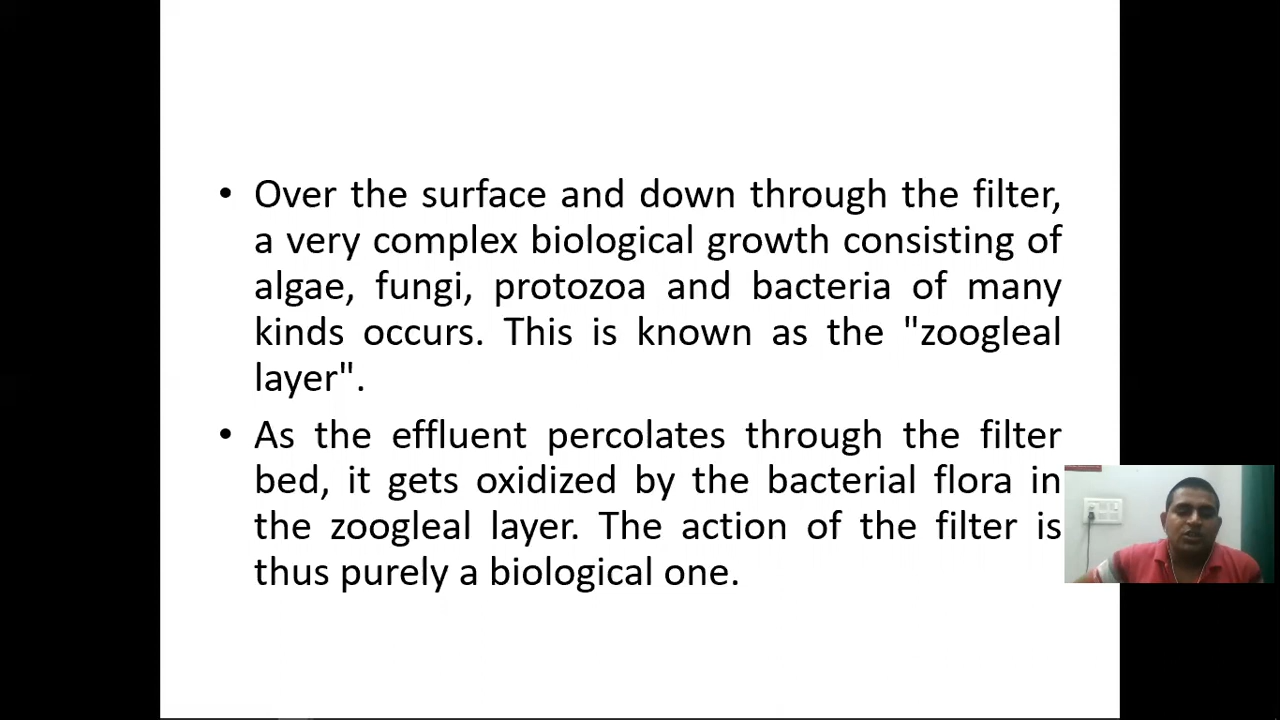 • Over the surface and down through the filter,
a very complex biological growth consisting of
algae, fungi, protozoa and bacteria of many
kinds occurs. This is known as the "zoogleal
layer".
• As the effluent percolates through the filter
bed, it gets oxidized by the bacterial flora in
the zoogleal layer. The action of the filter is
thus purely a biological one.